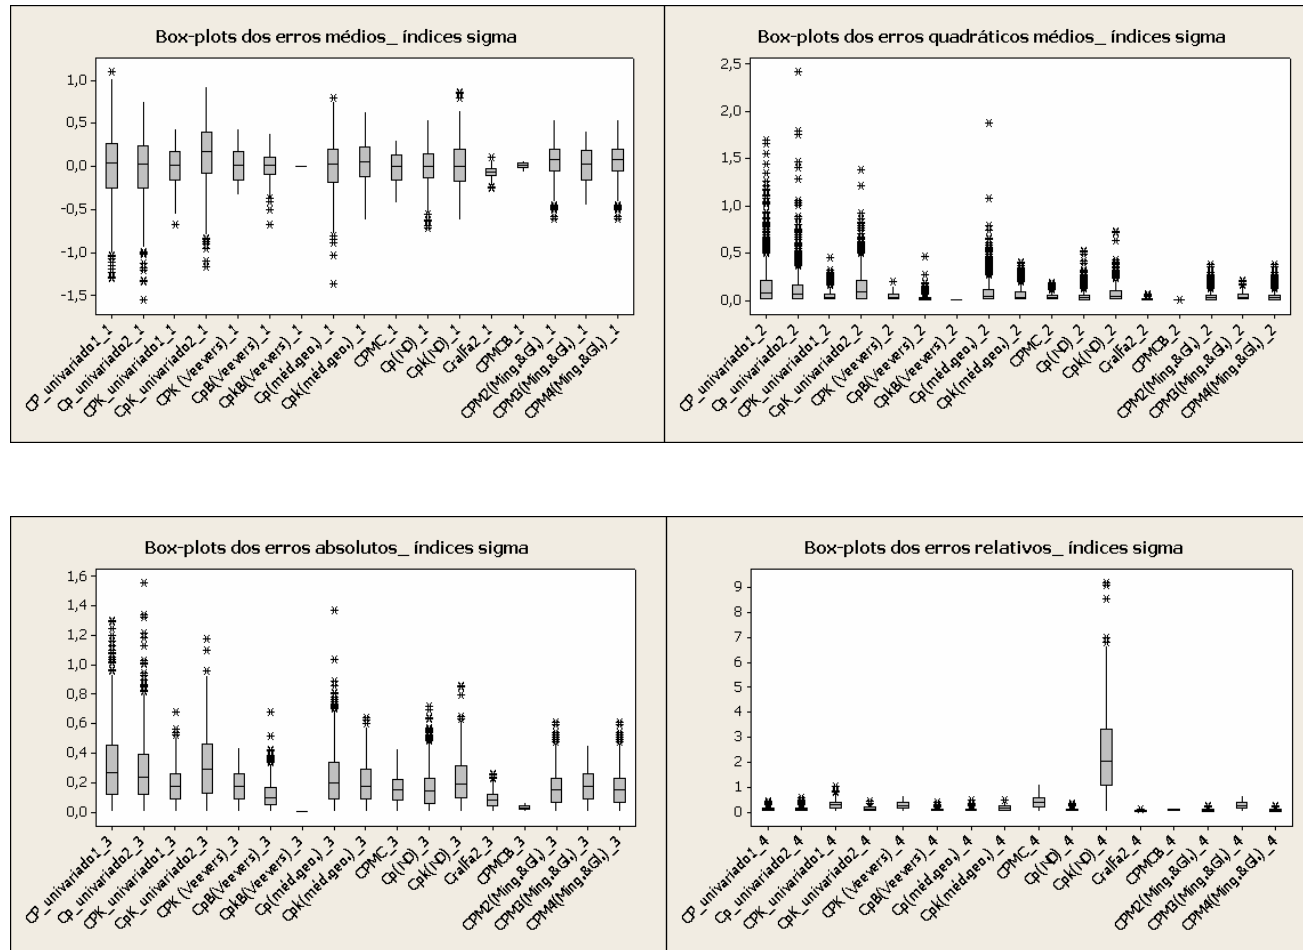 Box-plots dos erros médios_ índices sigma
1,0
0,5
0,0
-0,5
-1,0
-1,5
CP_univariado1_1
Cp_univariado2_1
CPK_univariado1_1
CpK_univariado2_1
CPK (Veevers)_1
CpB(Veevers)_1
CpkB(Veevers)_1
Cp(méd.geo.)_1
Cpk(méd.geo.)_1
CPMC_1
Cp(ND)_1
Cpk(ND)_1
Cralfa2_1
CPMCB_1
CPM2(Ming.&Gl.)_1
CPM3(Ming.&Gl.)_1
CPM4(Ming.&Gl.)_1
Box-plots dos erros quadráticos médios_ índices sigma
2,5
2,0
1,5
1,0
0,5
0,0
CP_univariado1_2
Cp_univariado2_2
CPK_univariado1_2
CpK_univariado2_2
CPK (Veevers)_2
CpB(Veevers)_2
CpkB(Veevers)_2
Cp(méd.geo.)_2
Cpk(méd.geo.)_2
CPMC_2
Cp(ND)_2
Cpk(ND)_2
Cralfa2_2
CPMCB_2
CPM2(Ming.&Gl.)_2
CPM3(Ming.&Gl.)_2
CPM4(Ming.&Gl.)_2
Box-plots dos erros absolutos_ índices sigma
1,6
1,4
1,2
1,0
0,8
0,6
0,4
0,2
0,0
CP_univariado1_3
Cp_univariado2_3
CPK_univariado1_3
CpK_univariado2_3
CPK (Veevers)_3
CpB(Veevers)_3
CpkB(Veevers)_3
Cp(méd.geo.)_3
Cpk(méd.geo.)_3
CPMC_3
Cp(ND)_3
Cpk(ND)_3
Cralfa2_3
CPMCB_3
CPM2(Ming.&Gl.)_3
CPM3(Ming.&Gl.)_3
CPM4(Ming.&Gl.)_3
Box-plots dos erros relativos_ índices sigma
9
8
7
6
5
4
3
2
1
0
CP_univariado1_4
Cp_univariado2_4
CPK_univariado1_4
CpK_univariado2_4
CPK (Veevers)_4
CpB(Veevers)_4
Cp(méd.geo.)_4
Cpk(méd.geo.)_4
CPMC_4
Cp(ND)_4
Cpk(ND)_4
Cralfa2_4
CPMCB_4
CPM2(Ming.&Gl.)_4
CPM3(Ming.&Gl.)_4
CPM4(Ming.&Gl.)_4